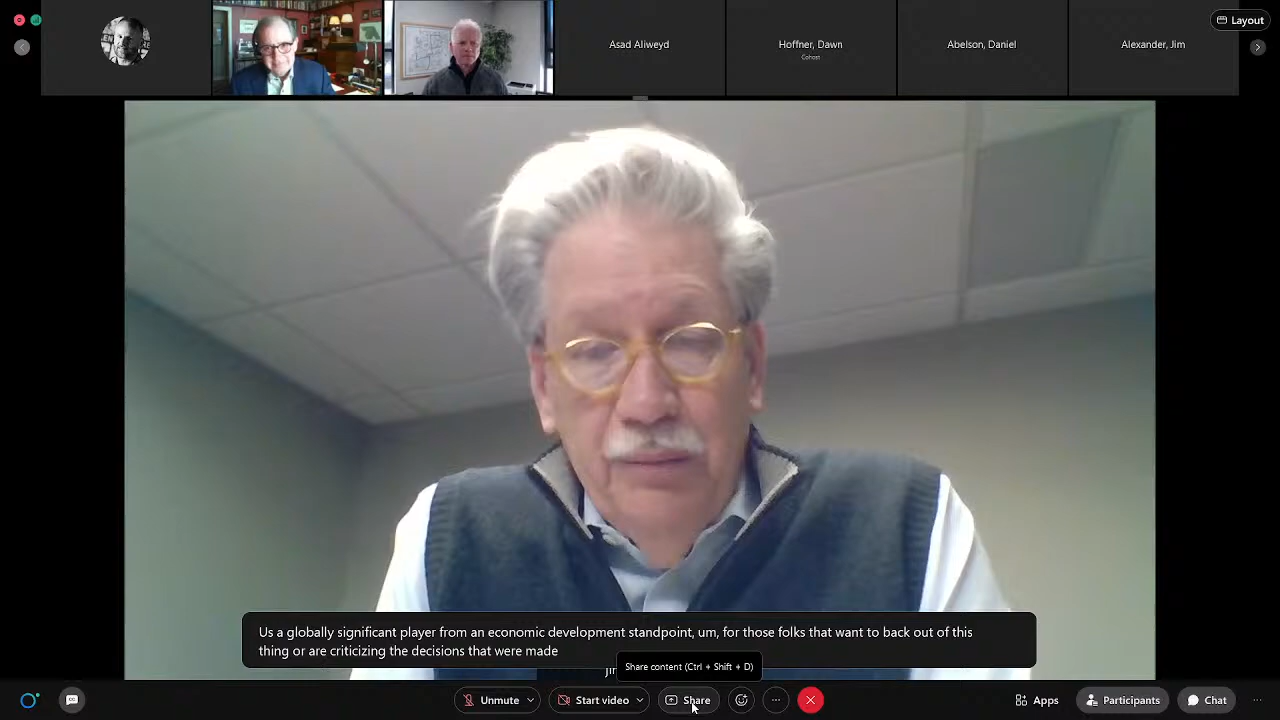 Layout
Asad Aliweyd
Hoffner, Dawn
Cohost
Abelson, Daniel
Alexander, Jim
Us a globally significant player from an economic development standpoint, um, for those folks that want to back out of this
thing or are criticizing the decisions that were made
Share content (Ctrl + Shift + D)
Unmute
Start video
Share
Apps
Participants
Chat